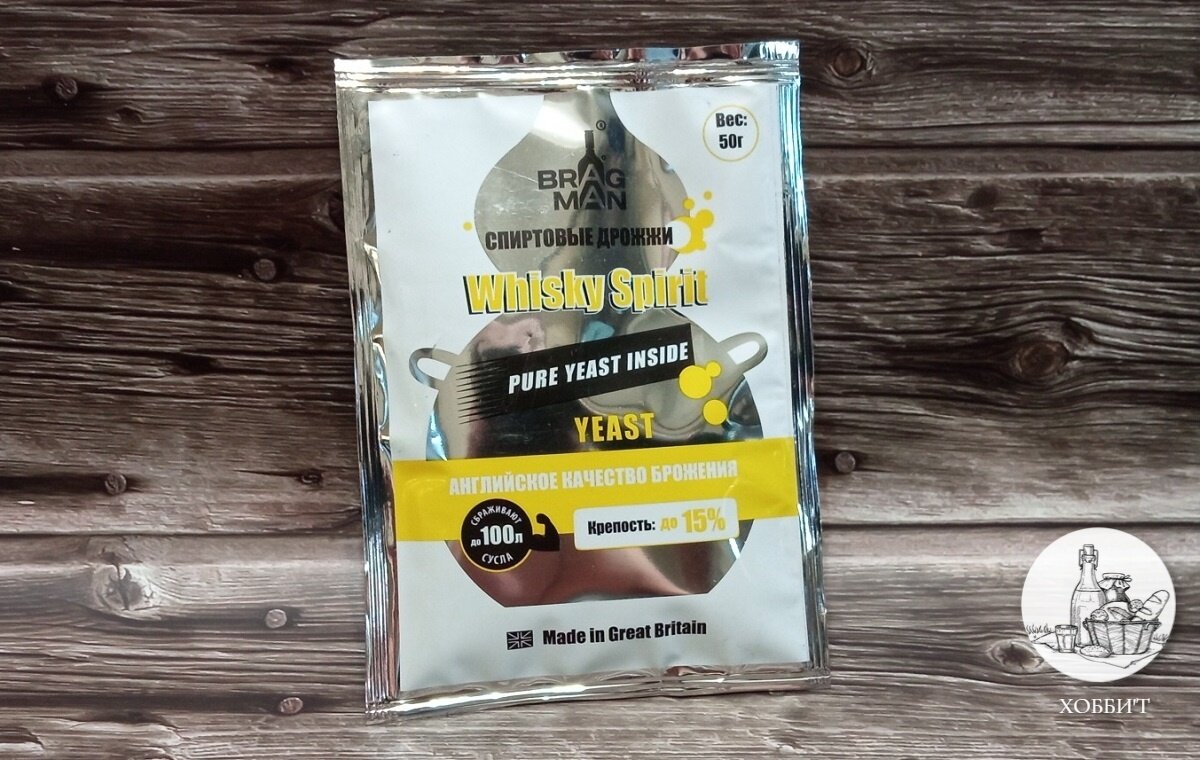 Вес:
50г
BRAG
MAN
®
СПИРТОВЫЕ ДРОЖЖИ
Whisky Spirit
PURE YEAST INSIDE
YEAST
АНГЛИЙСКОЕ КАЧЕСТВО БРОЖЕНИЯ
СБРАЖИВАЮТ
до 100л
СУСЛА
Крепость: до 15%
Made in Great Britain
ХОББИ'Т